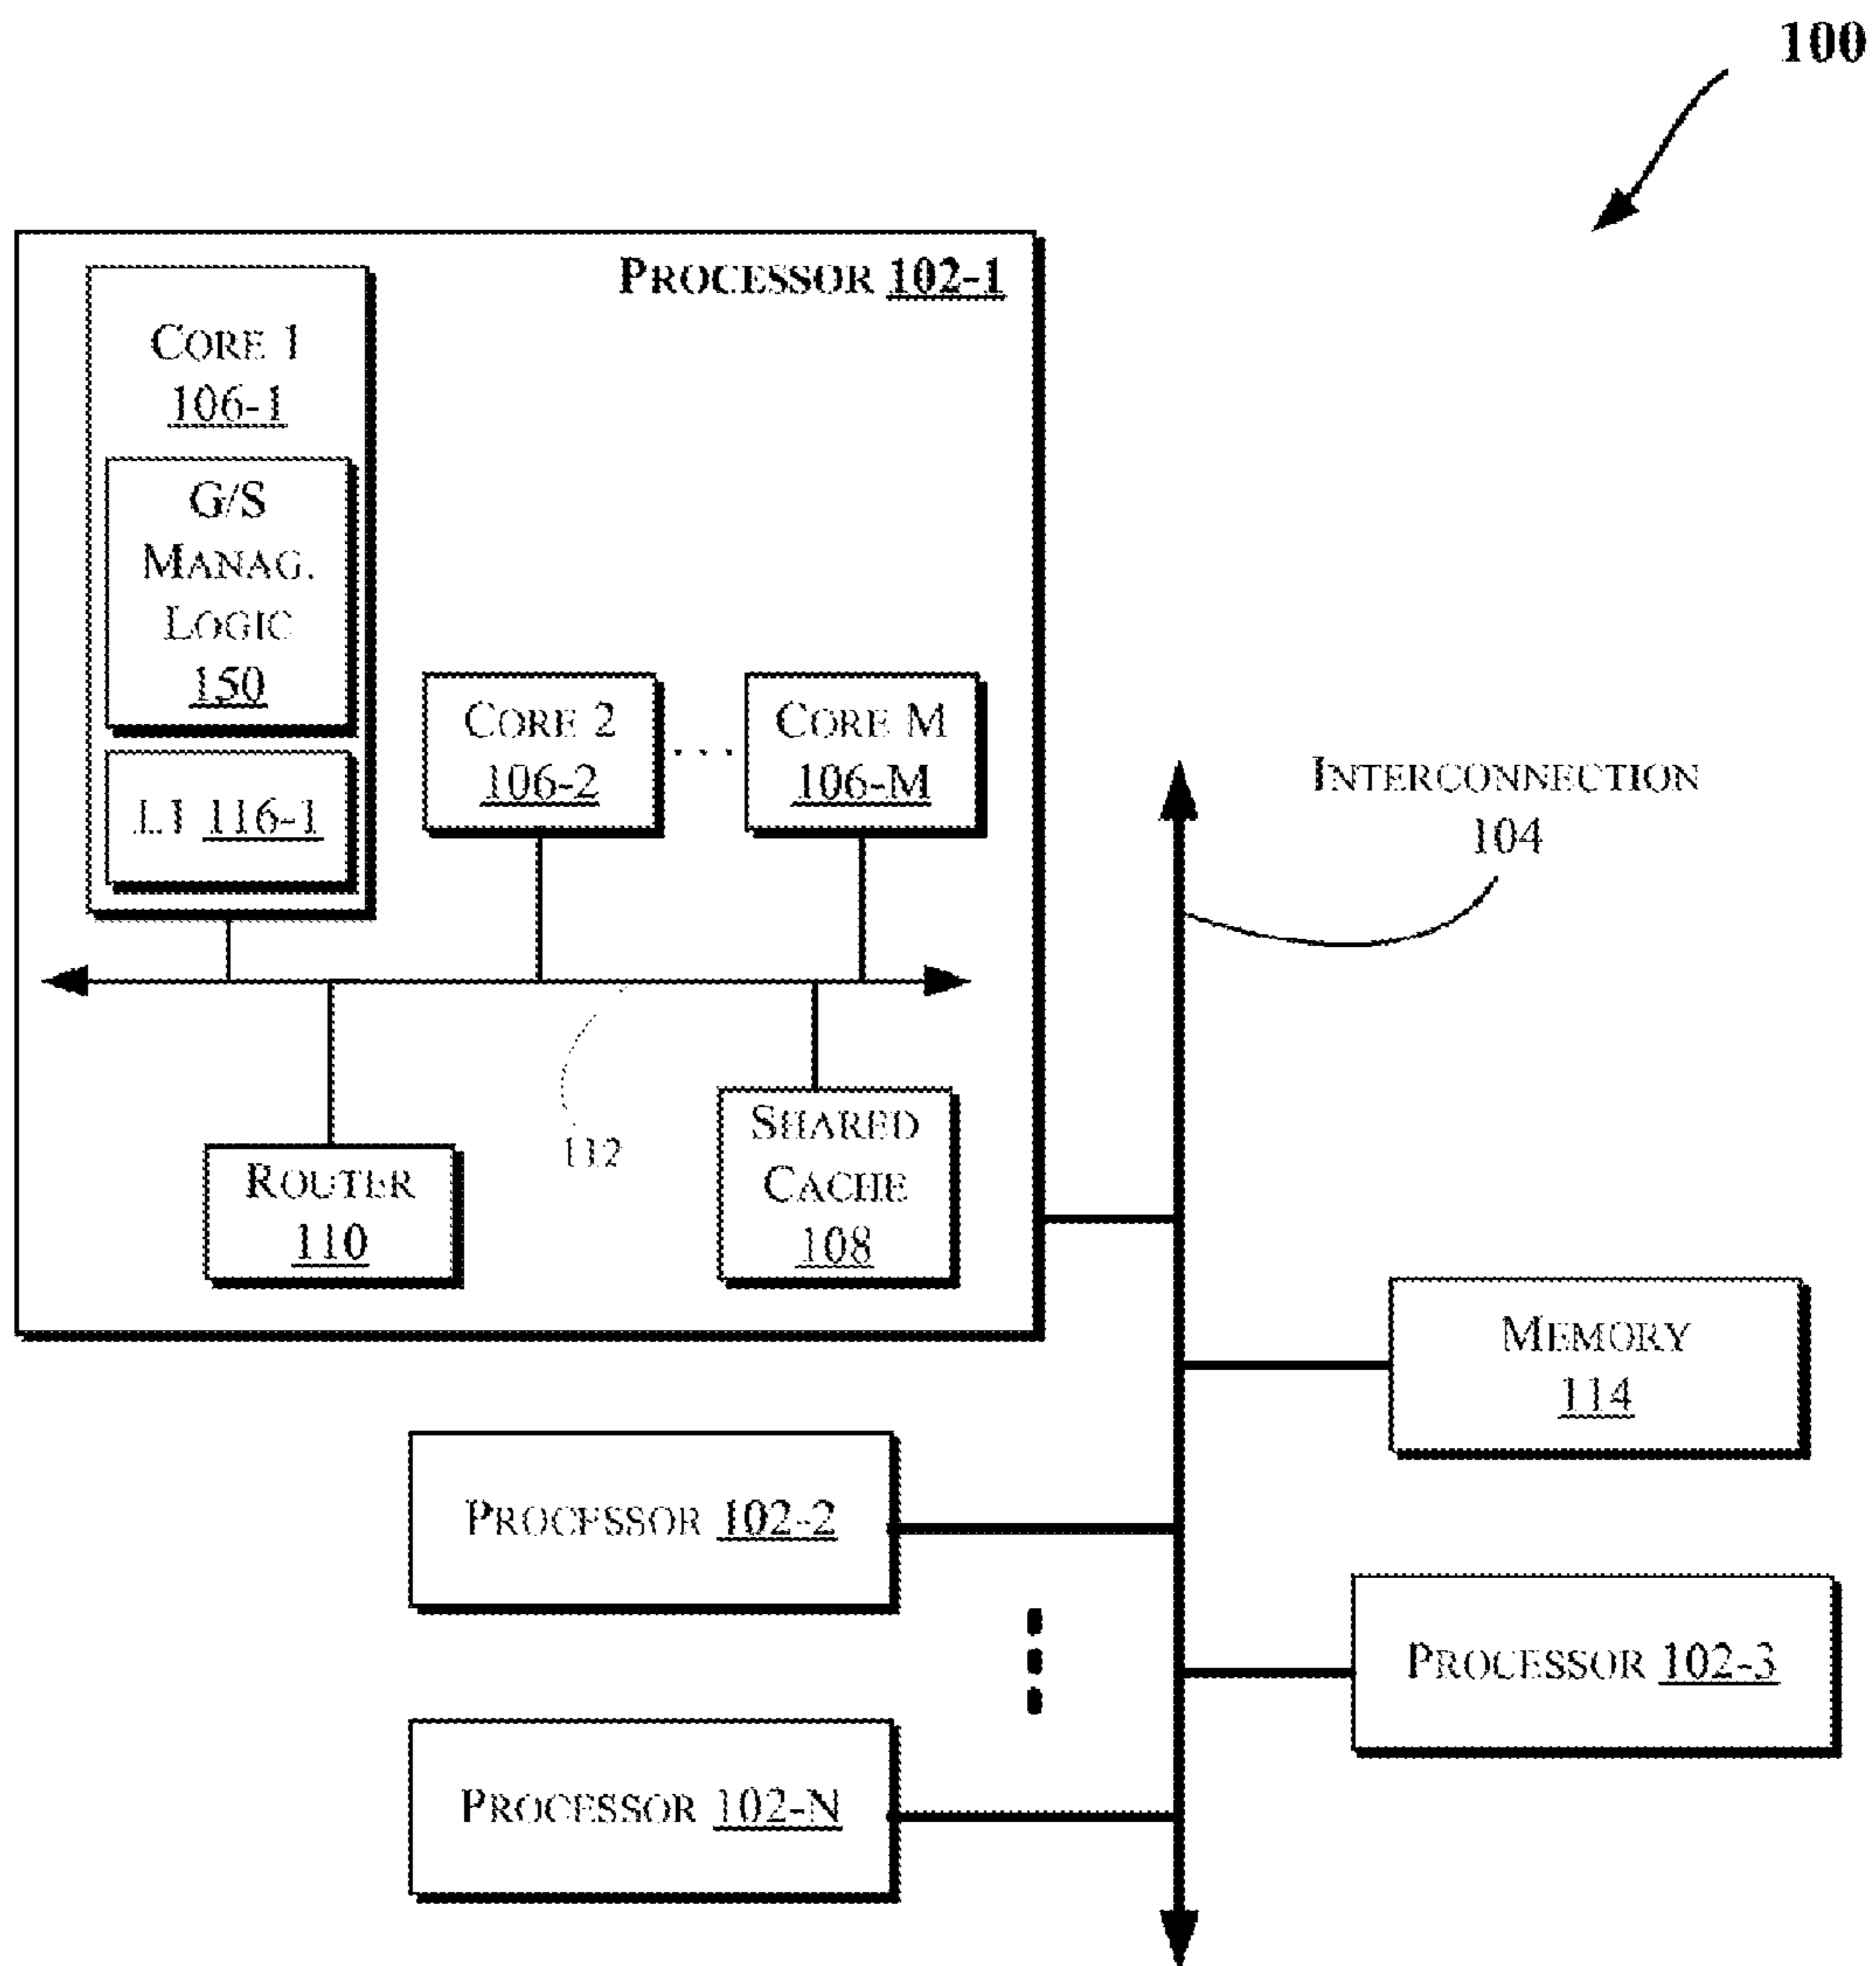 100
PROCESSOR 102-1
CORE 1
106-1
G/S
MANAG.
LOGIC
150
L1 116-1
CORE 2
106-2
...
CORE M
106-M
INTERCONNECTION
104
112
ROUTER
110
SHARED
CACHE
108
MEMORY
114
PROCESSOR 102-2
PROCESSOR 102-3
PROCESSOR 102-N